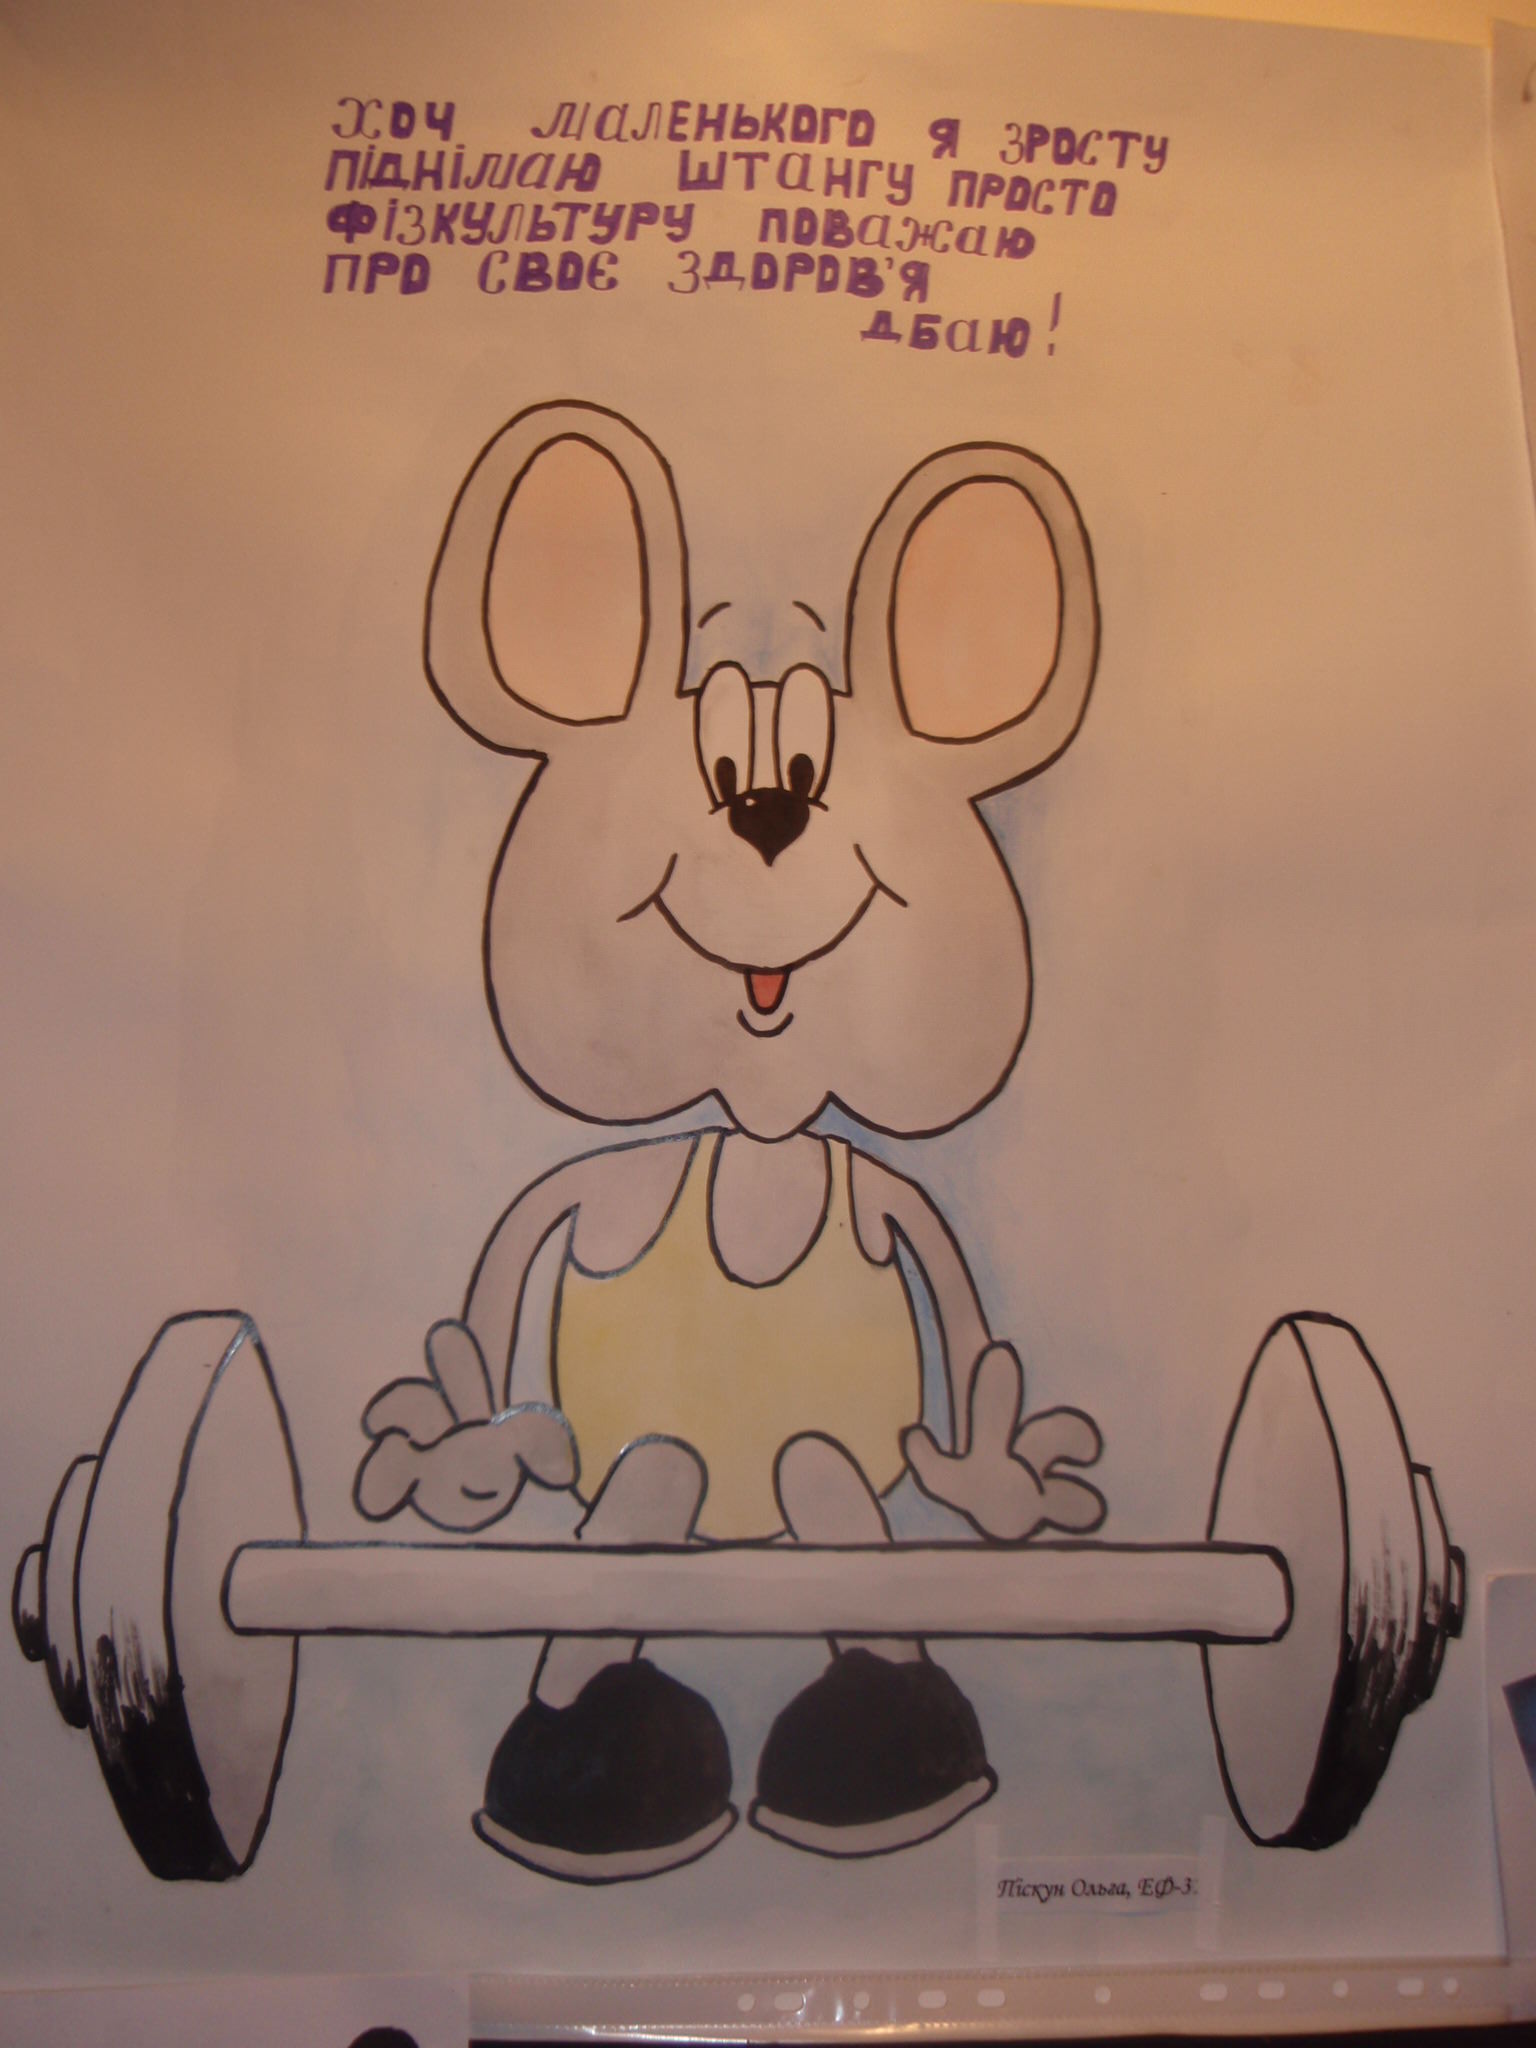 ХОЧ МАЛЕНЬКОГО Я ЗРОСТУ
ПІДНІМАЮ ШТАНГУ ПРОСТО
ФІЗКУЛЬТУРУ ПОВАЖАЮ
ПРО СВОЄ ЗДОРОВ'Я
ДБАЮ!
Піскун Ольга, ЕФ-3.